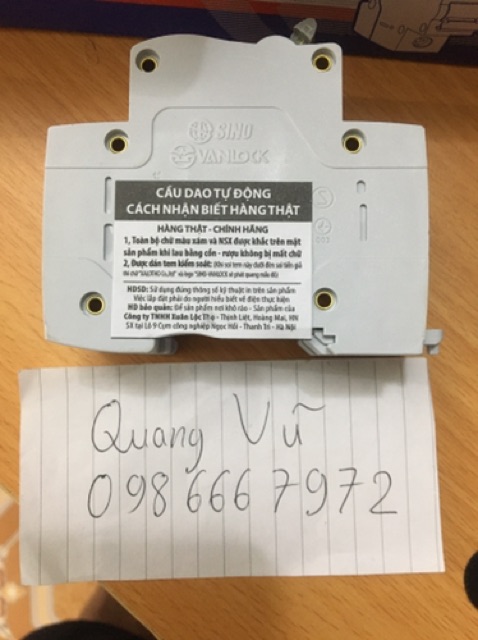 SINO
VANLOCK
CẦU DAO TỰ ĐỘNG
CÁCH NHẬN BIẾT HÀNG THẬT
HÀNG THẬT - CHÍNH HÃNG
1, Toàn bộ chữ màu xám và NSX được khắc trên mặt
sản phẩm khi lau bằng cồn - rượu không bị mất chữ
2, Được dán tem kiểm soát:
HDSD: Sử dụng đúng thông số kỹ thuật in trên sản phẩm
Việc lắp đặt phải do người hiểu biết về điện thực hiện
HD bảo quản: Để sản phẩm nơi khô ráo - Sản phẩm của
Công ty TNHH Xuân Lộc Thọ - Thịnh Liệt, Hoàng Mai, HN
SX tại Lô 9 Cụm công nghiệp Ngọc Hồi - Thanh Trì - Hà Nội
Quang Vũ
098 666 7972